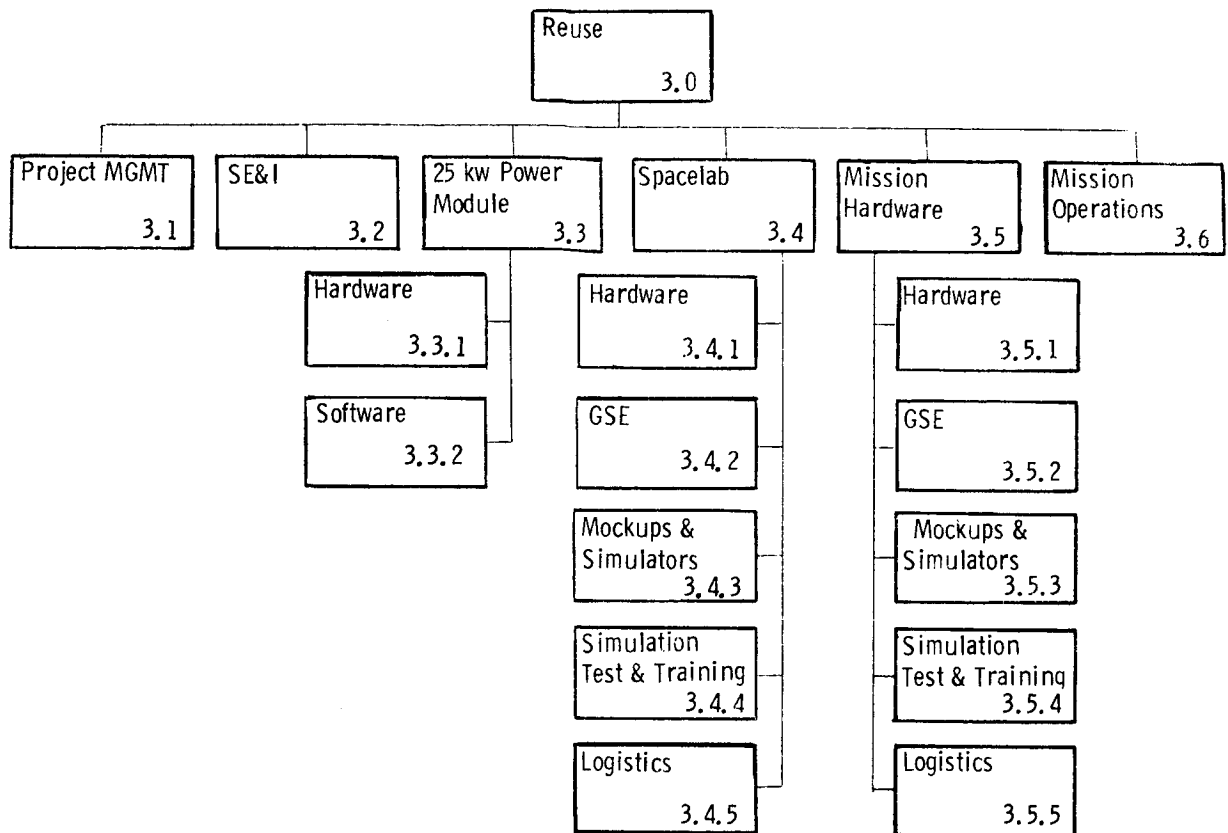 Reuse
3.0
Project MGMT
3.1
SE&I
3.2
25 kw Power
Module
3.3
Spacelab
3.4
Mission
Hardware
3.5
Mission
Operations
3.6
Hardware
3.3.1
Software
3.3.2
Hardware
3.4.1
GSE
3.4.2
Mockups &
Simulators
3.4.3
Simulation
Test & Training
3.4.4
Logistics
3.4.5
Hardware
3.5.1
GSE
3.5.2
Mockups &
Simulators
3.5.3
Simulation
Test & Training
3.5.4
Logistics
3.5.5